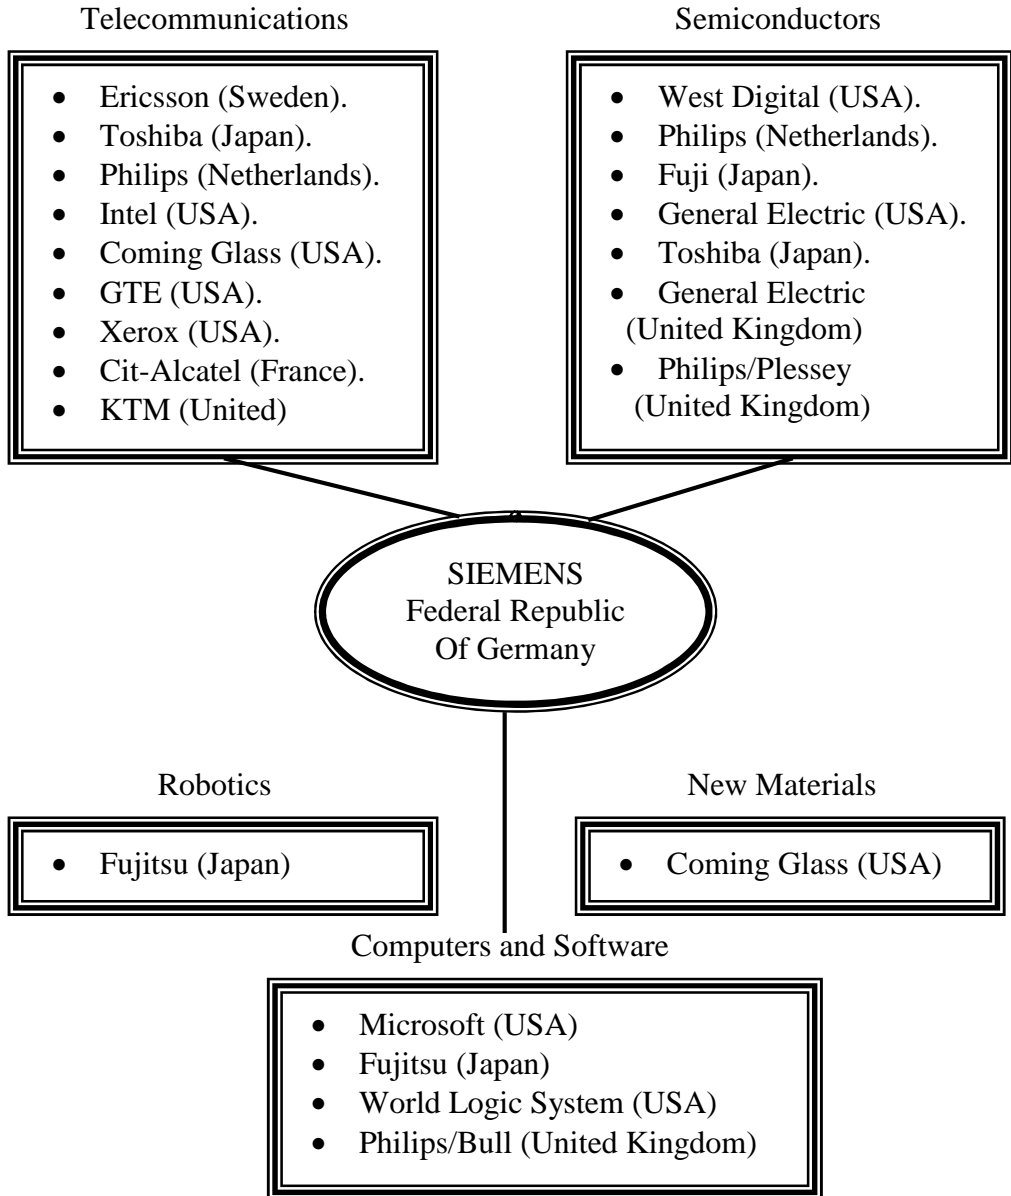 Telecommunications
• Ericsson (Sweden).
• Toshiba (Japan).
• Philips (Netherlands).
• Intel (USA).
• Coming Glass (USA).
• GTE (USA).
• Xerox (USA).
• Cit-Alcatel (France).
• KTM (United)
Semiconductors
• West Digital (USA).
• Philips (Netherlands).
• Fuji (Japan).
• General Electric (USA).
• Toshiba (Japan).
• General Electric
(United Kingdom)
• Philips/Plessey
(United Kingdom)
SIEMENS
Federal Republic
Of Germany
Robotics
• Fujitsu (Japan)
New Materials
• Coming Glass (USA)
Computers and Software
• Microsoft (USA)
• Fujitsu (Japan)
• World Logic System (USA)
• Philips/Bull (United Kingdom)